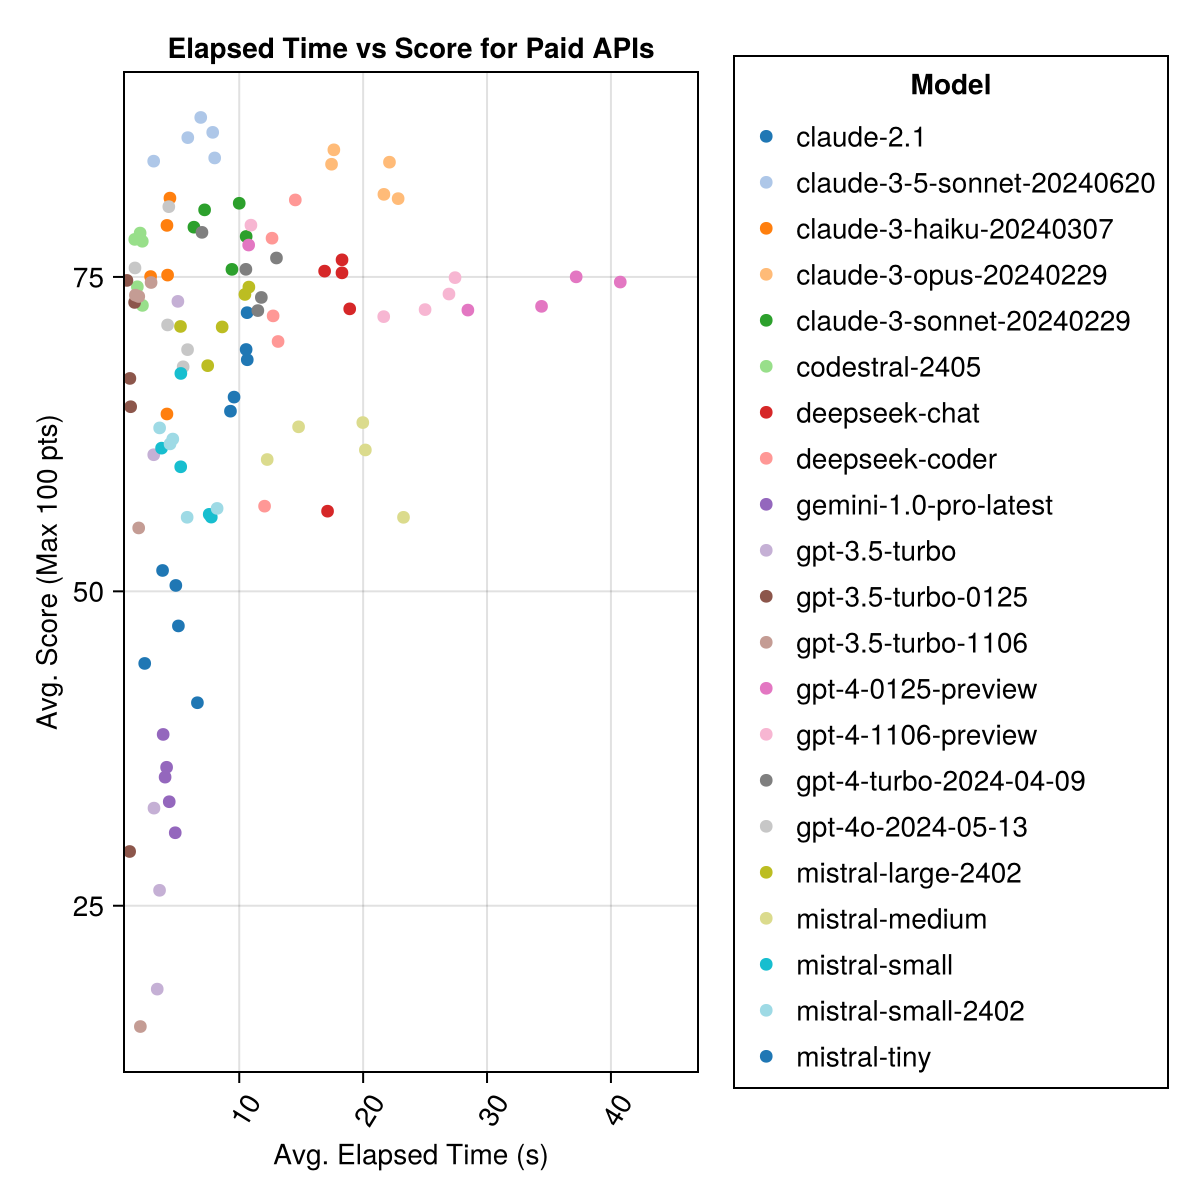 Elapsed Time vs Score for Paid APIs
75
50
25
Avg. Score (Max 100 pts)
10
20
30
40
Avg. Elapsed Time (s)
Model
claude-2.1
claude-3-5-sonnet-20240620
claude-3-haiku-20240307
claude-3-opus-20240229
claude-3-sonnet-20240229
codestral-2405
deepseek-chat
deepseek-coder
gemini-1.0-pro-latest
gpt-3.5-turbo
gpt-3.5-turbo-0125
gpt-3.5-turbo-1106
gpt-4-0125-preview
gpt-4-1106-preview
gpt-4-turbo-2024-04-09
gpt-4o-2024-05-13
mistral-large-2402
mistral-medium
mistral-small
mistral-small-2402
mistral-tiny